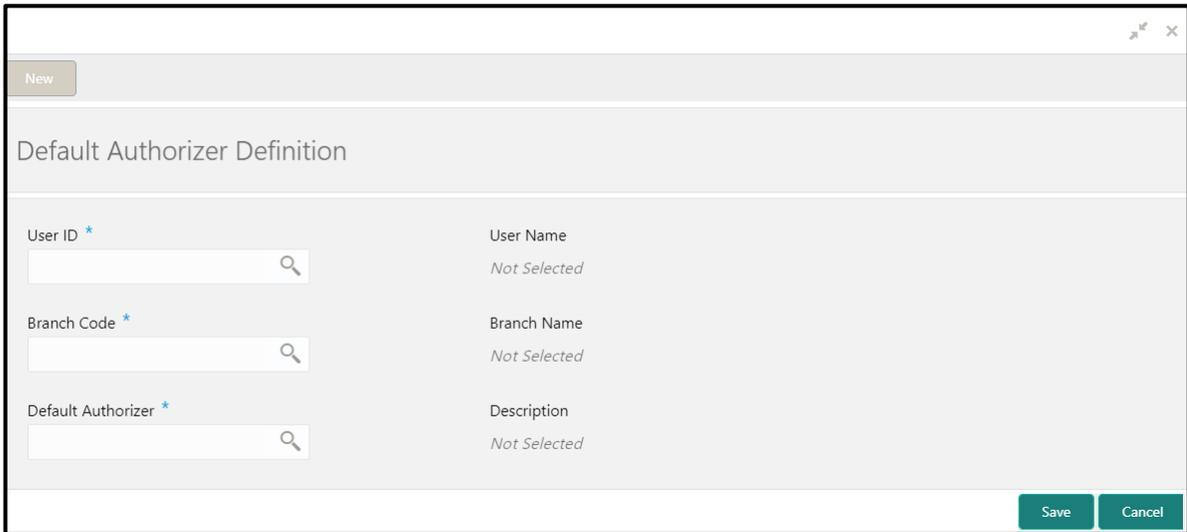 New
Default Authorizer Definition
User ID *
User Name
Not Selected
Branch Code *
Branch Name
Not Selected
Default Authorizer *
Description
Not Selected
Save Cancel